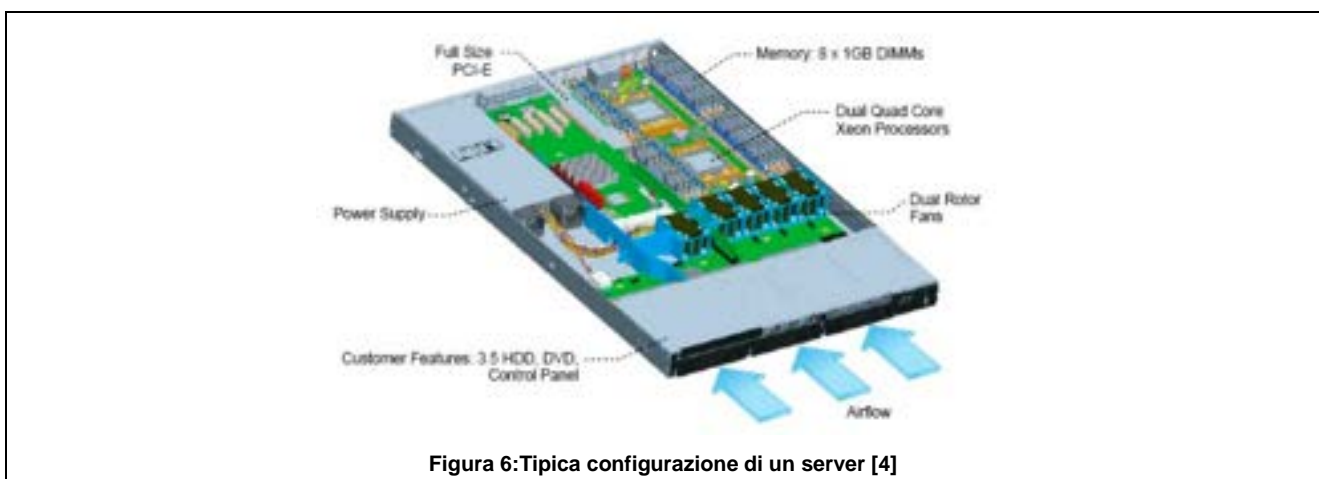 Full Size
PCI-E
Memory: 8 x 1GB DIMMs
Dual Quad Core
Xeon Processors
Power Supply
Dual Rotor
Fans
Customer Features: 3.5 HDD, DVD,
Control Panel
Airflow
Figura 6:Tipica configurazione di un server [4]